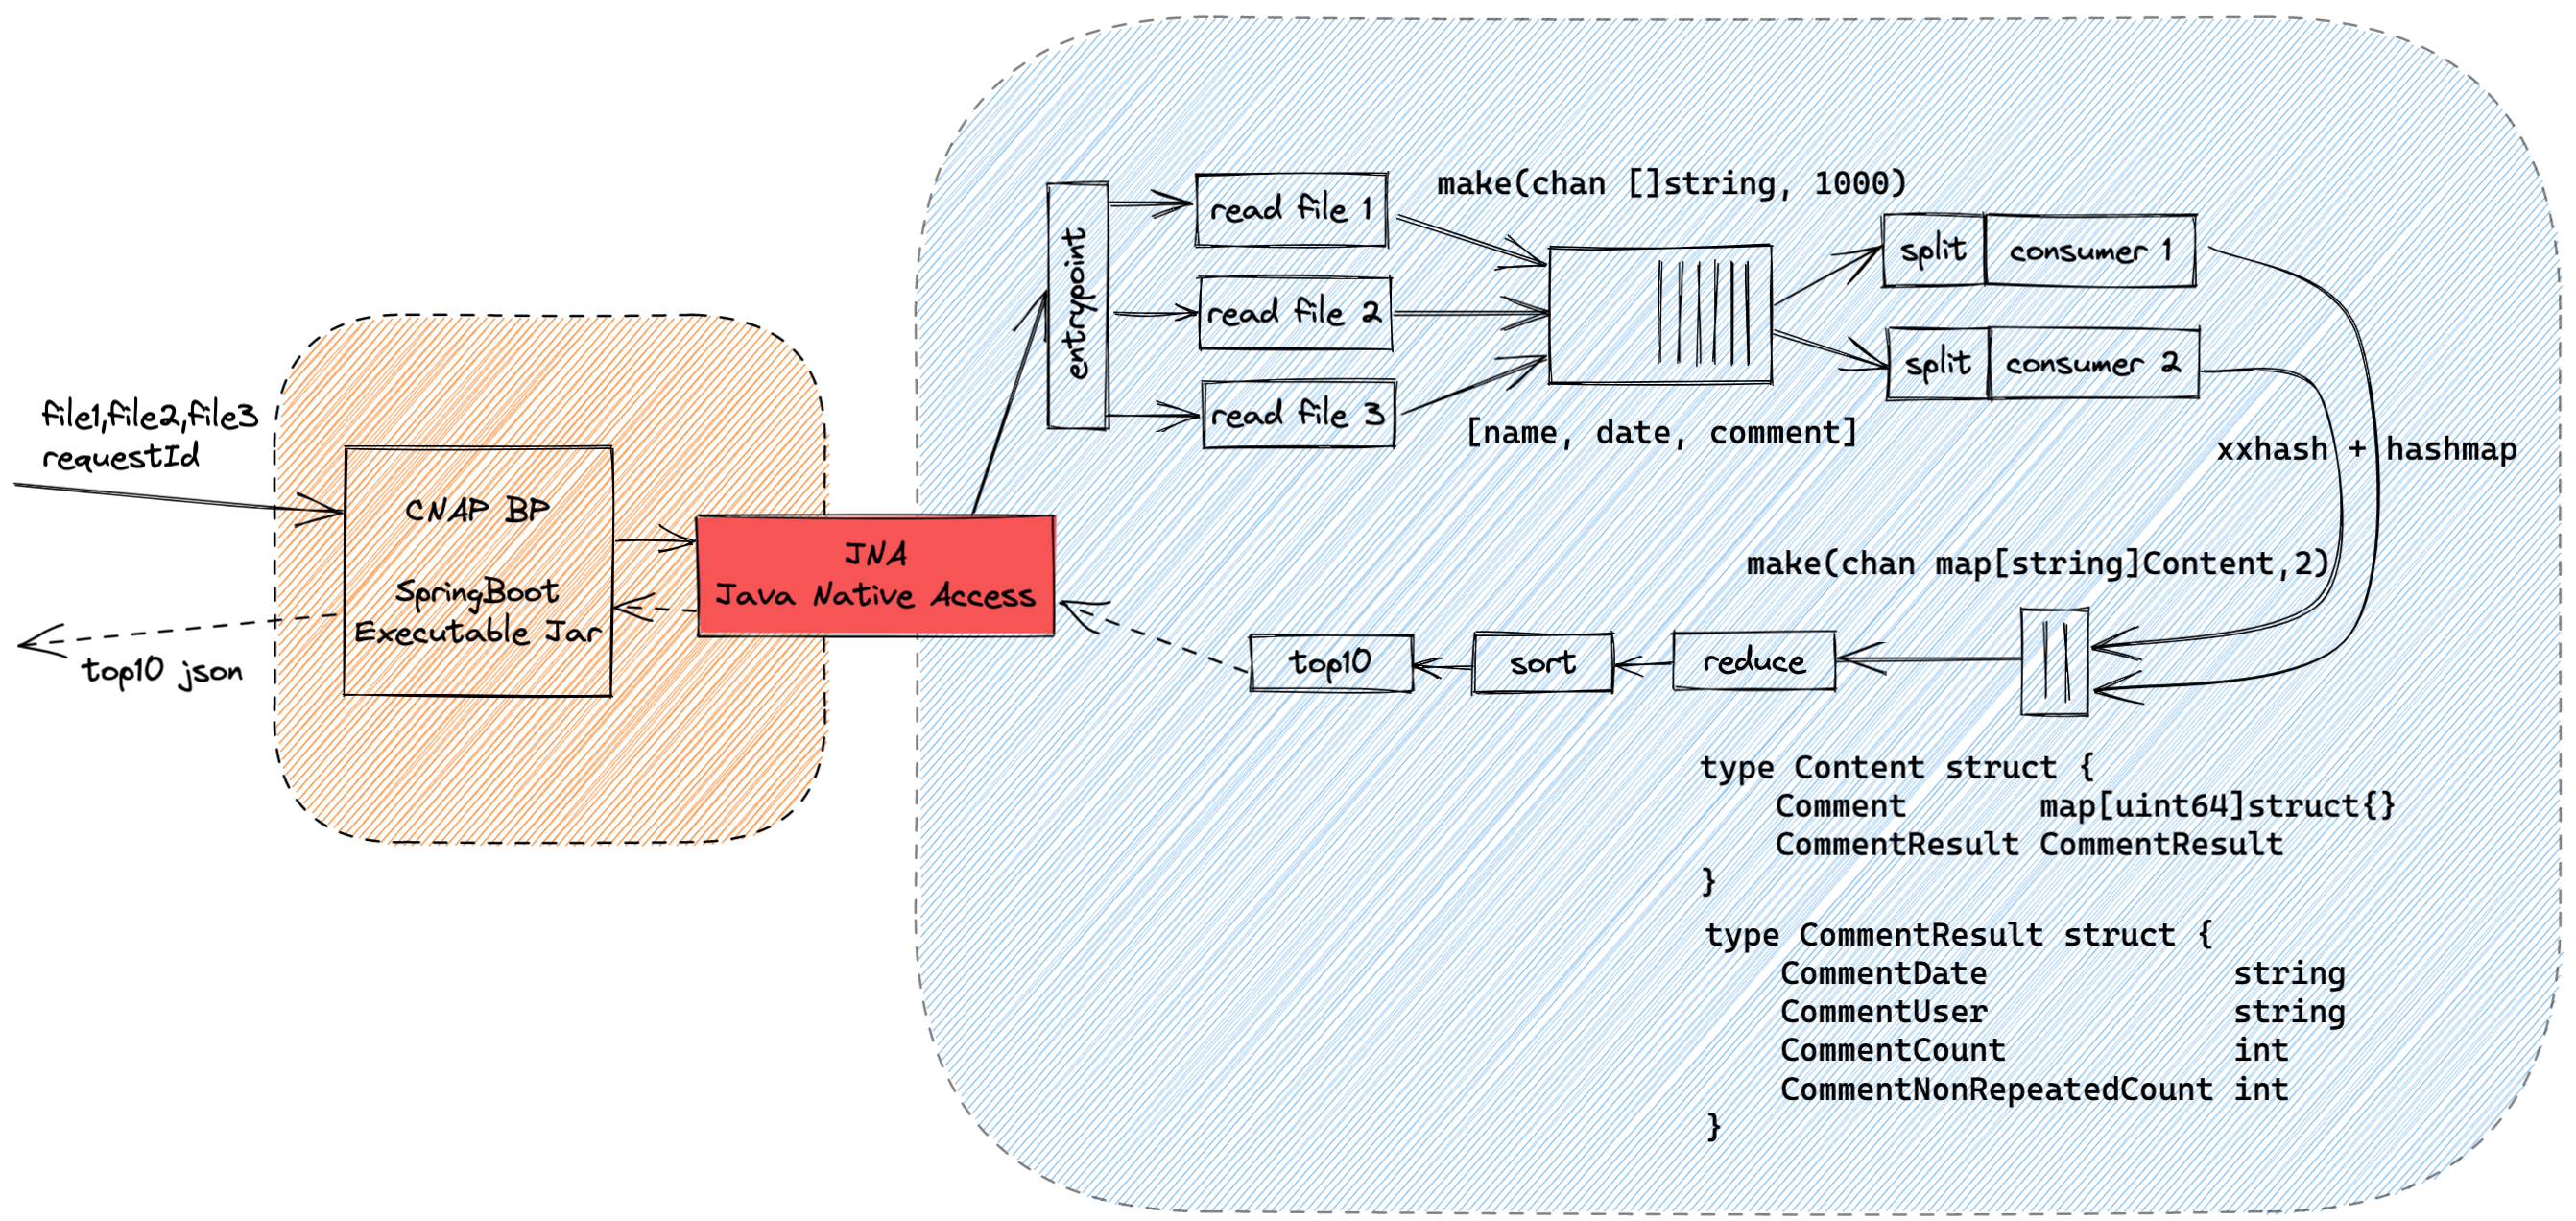 file1,file2,file3
requestId
CNAP BP
SpringBoot
Executable Jar
top10 json
JNA
Java Native Access
entrypoint
read file 1
read file 2
read file 3
make(chan []string, 1000)
[name, date, comment]
split
consumer 1
split
consumer 2
xxhash + hashmap
make(chan map[string]Content,2)
reduce
sort
top10
type Content struct {
    Comment       map[uint64]struct{}
    CommentResult CommentResult
}
type CommentResult struct {
    CommentDate             string
    CommentUser             string
    CommentCount            int
    CommentNonRepeatedCount int
}